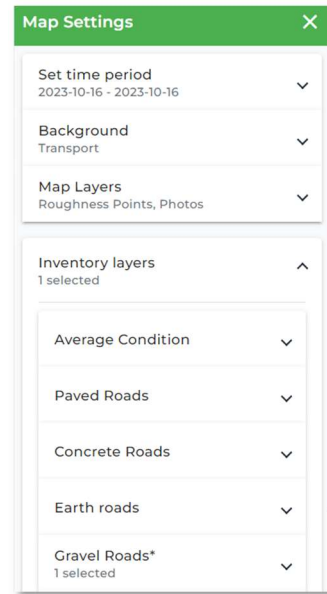 Map Settings
Set time period
2023-10-16 - 2023-10-16
Background
Transport
Map Layers
Roughness Points, Photos
Inventory layers
1 selected
Average Condition
Paved Roads
Concrete Roads
Earth roads
Gravel Roads*
1 selected